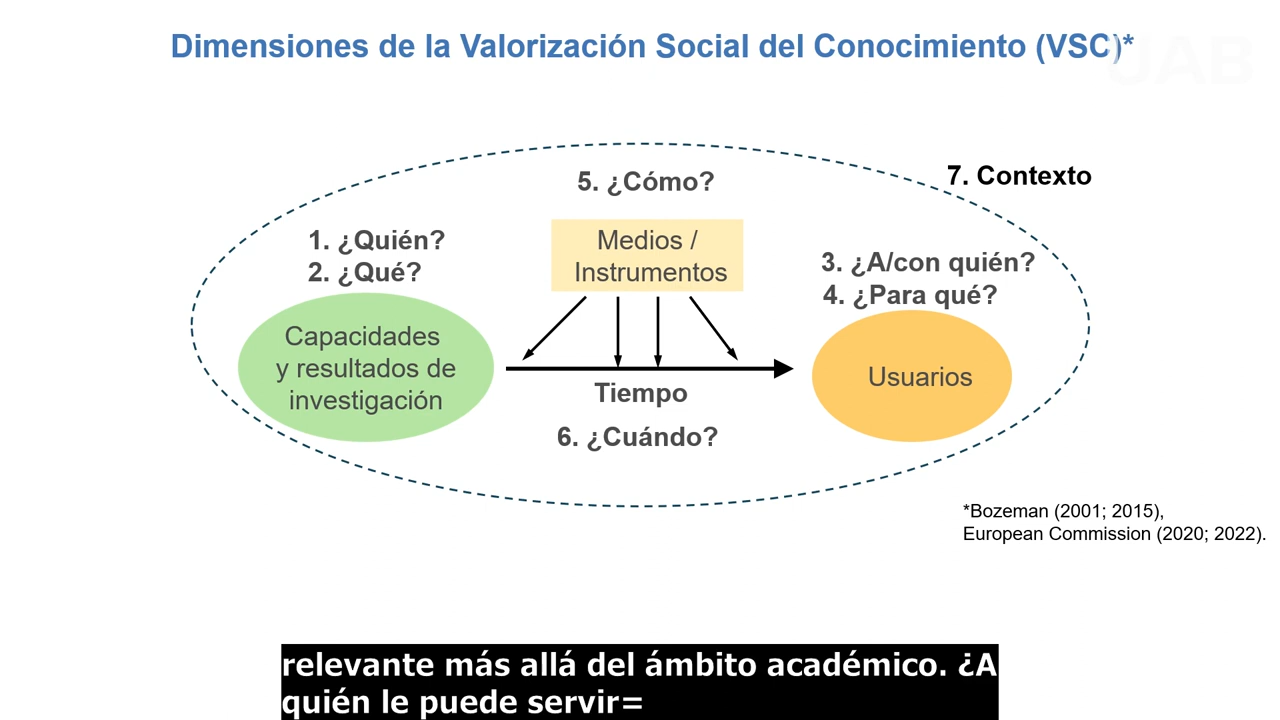 Dimensiones de la Valorización Social del Conocimiento (VSC)*
UAB
7. Contexto
5. ¿Cómo?
1. ¿Quién?
2. ¿Qué?
Medios /
Instrumentos
3. ¿A/con quién?
4. ¿Para qué?
Capacidades
y resultados de
investigación
Usuarios
Tiempo
6. ¿Cuándo?
*Bozeman (2001; 2015),
European Commission (2020; 2022).
relevante más allá del ámbito académico. ¿A
quién le puede servir=